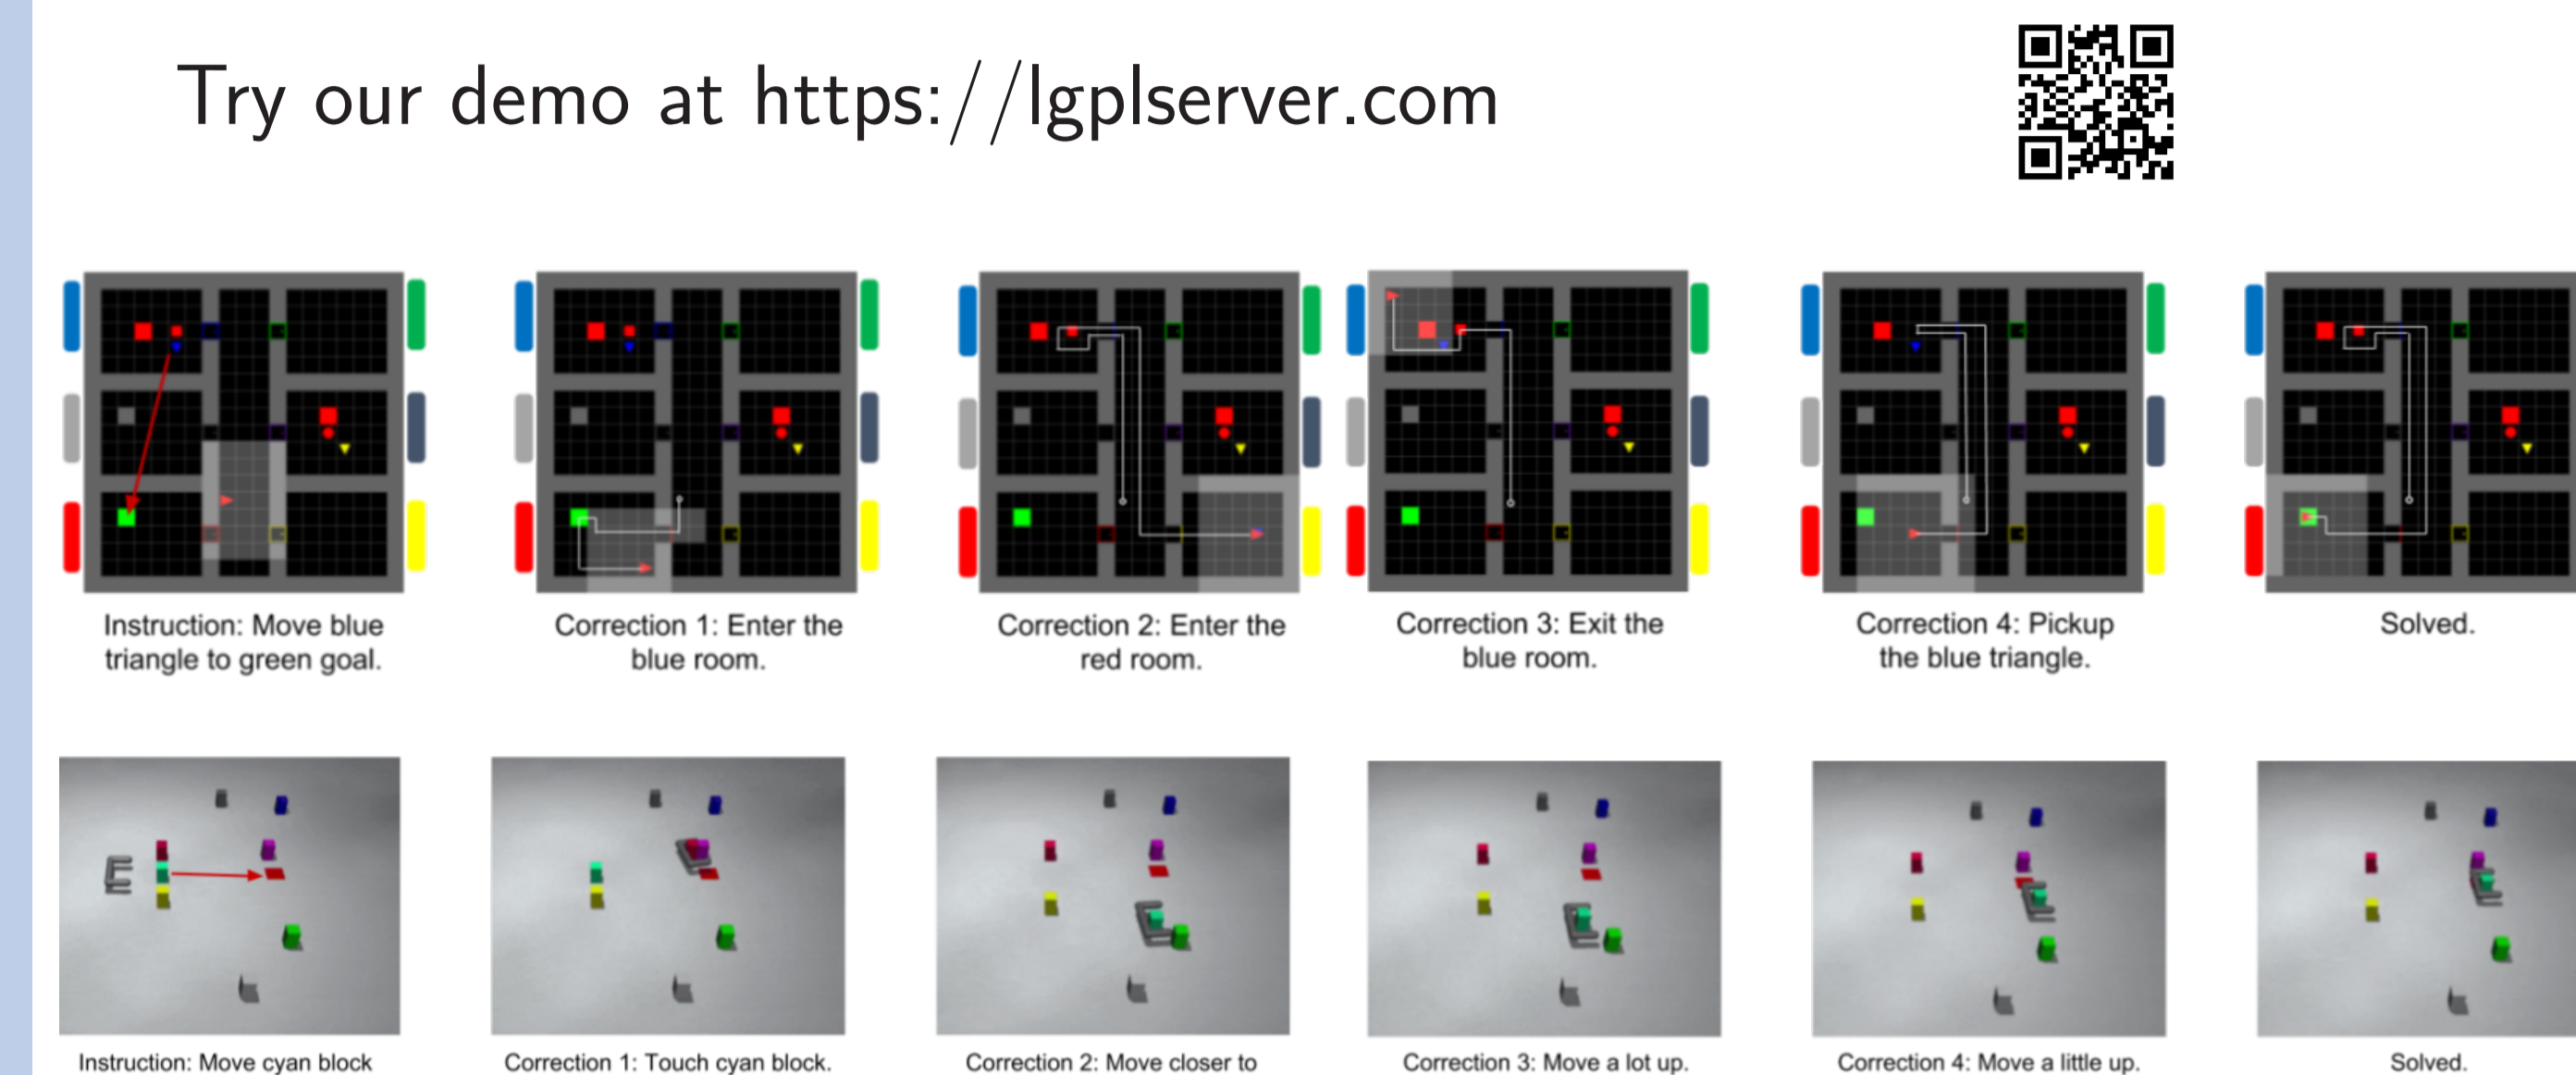 Try our demo at https://lgplserver.com
Instruction: Move blue
triangle to green goal.
Correction 1: Enter the
blue room.
Correction 2: Enter the
red room.
Correction 3: Exit the
blue room.
Correction 4: Pickup
the blue triangle.
Solved.
Instruction: Move cyan block
Correction 1: Touch cyan block.
Correction 2: Move closer to
Correction 3: Move a lot up.
Correction 4: Move a little up.
Solved.